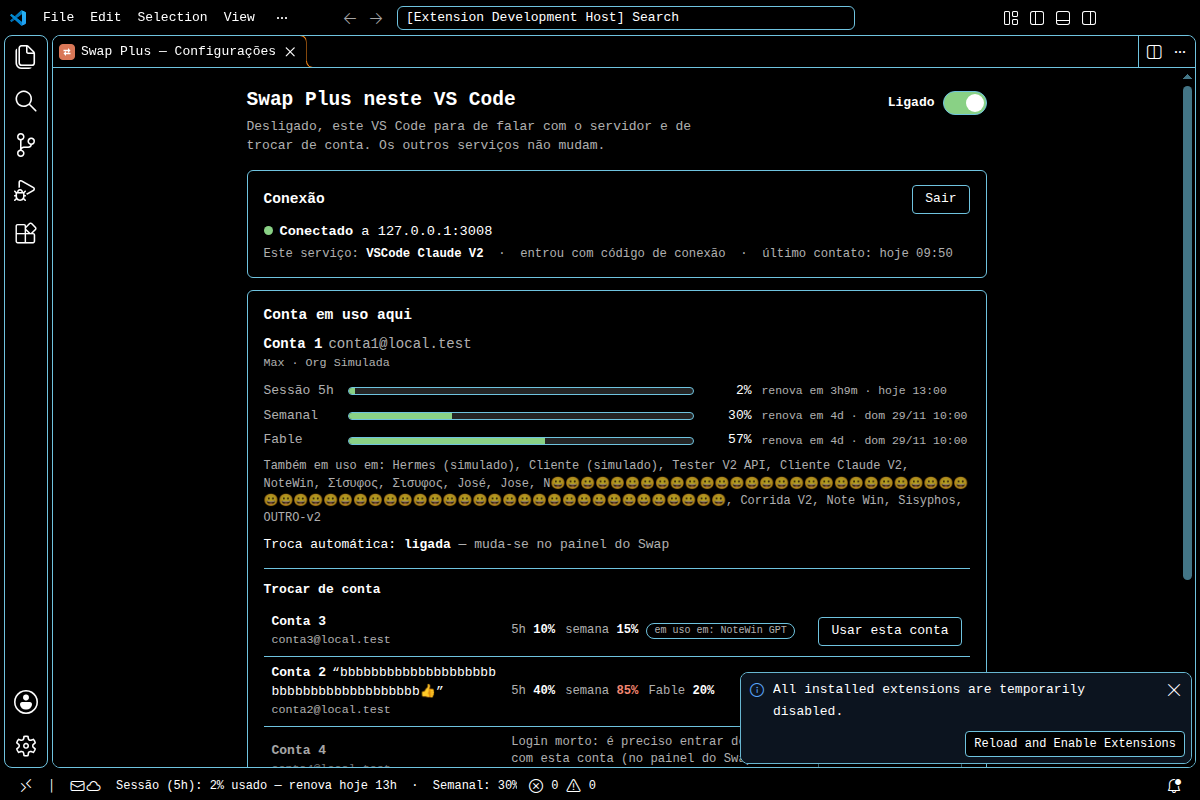 File Edit Selection View ···
[Extension Development Host] Search
Swap Plus — Configurações
Swap Plus neste VS Code
Ligado
Desligado, este VS Code para de falar com o servidor e de
trocar de conta. Os outros serviços não mudam.
Conexão
Sair
Conectado a 127.0.0.1:3008
Este serviço: VSCode Claude V2 · entrou com código de conexão · último contato: hoje 09:50
Conta em uso aqui
Conta 1 conta1@local.test
Max · Org Simulada
Sessão 5h 2% renova em 3h9m · hoje 13:00
Semanal 30% renova em 4d · dom 29/11 10:00
Fable 57% renova em 4d · dom 29/11 10:00
Também em uso em: Hermes (simulado), Cliente (simulado), Tester V2 API, Cliente Claude V2,
NoteWin, Σίσυφος, Σισυφος, José, Jose, N😀😀😀😀😀😀😀😀😀😀😀😀😀😀😀😀😀😀😀😀😀😀😀😀😀😀😀😀
😀😀😀😀😀😀😀😀😀😀😀😀😀😀😀😀😀😀😀😀😀😀😀😀😀😀😀😀😀😀😀, Corrida V2, Note Win, Sisyphos,
OUTRO-v2
Troca automática: ligada — muda-se no painel do Swap
Trocar de conta
Conta 3
conta3@local.test
5h 10% semana 15% em uso em: NoteWin GPT
Usar esta conta
Conta 2 “bbbbbbbbbbbbbbbbbbbb
bbbbbbbbbbbbbbbbbbb👍”
conta2@local.test
5h 40% semana 85% Fable 20%
Conta 4
Login morto: é preciso entrar
com esta conta (no painel do
All installed extensions are temporarily
disabled.
Reload and Enable Extensions
Sessão (5h): 2% usado — renova hoje 13h · Semanal: 30% 0 0